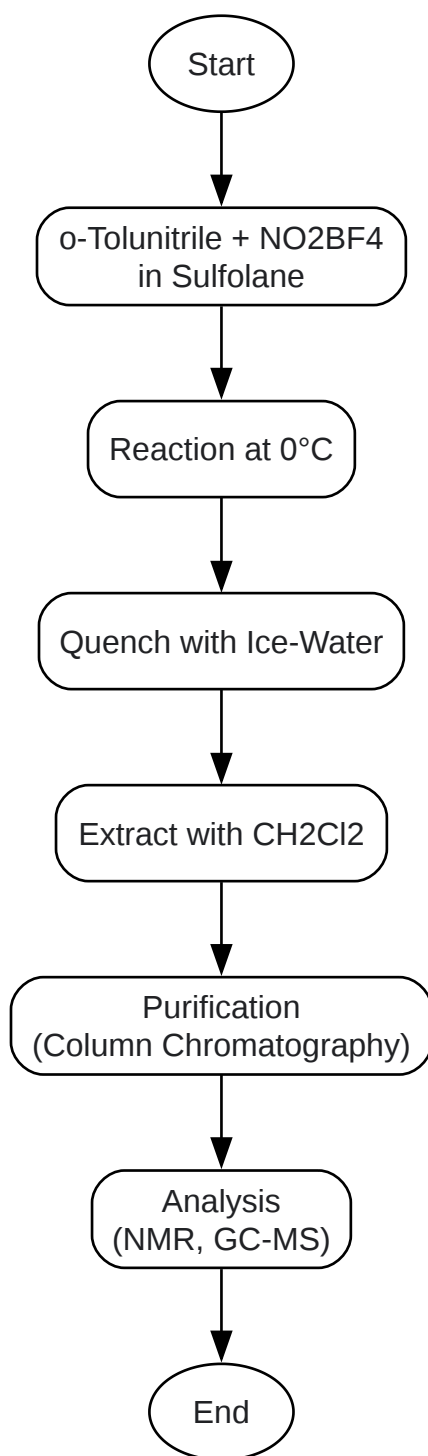 Start
o-Tolunitrile + NO2BF4
in Sulfolane
Reaction at 0°C
Quench with Ice-Water
Extract with CH2Cl2
Purification
(Column Chromatography)
Analysis
(NMR, GC-MS)
End